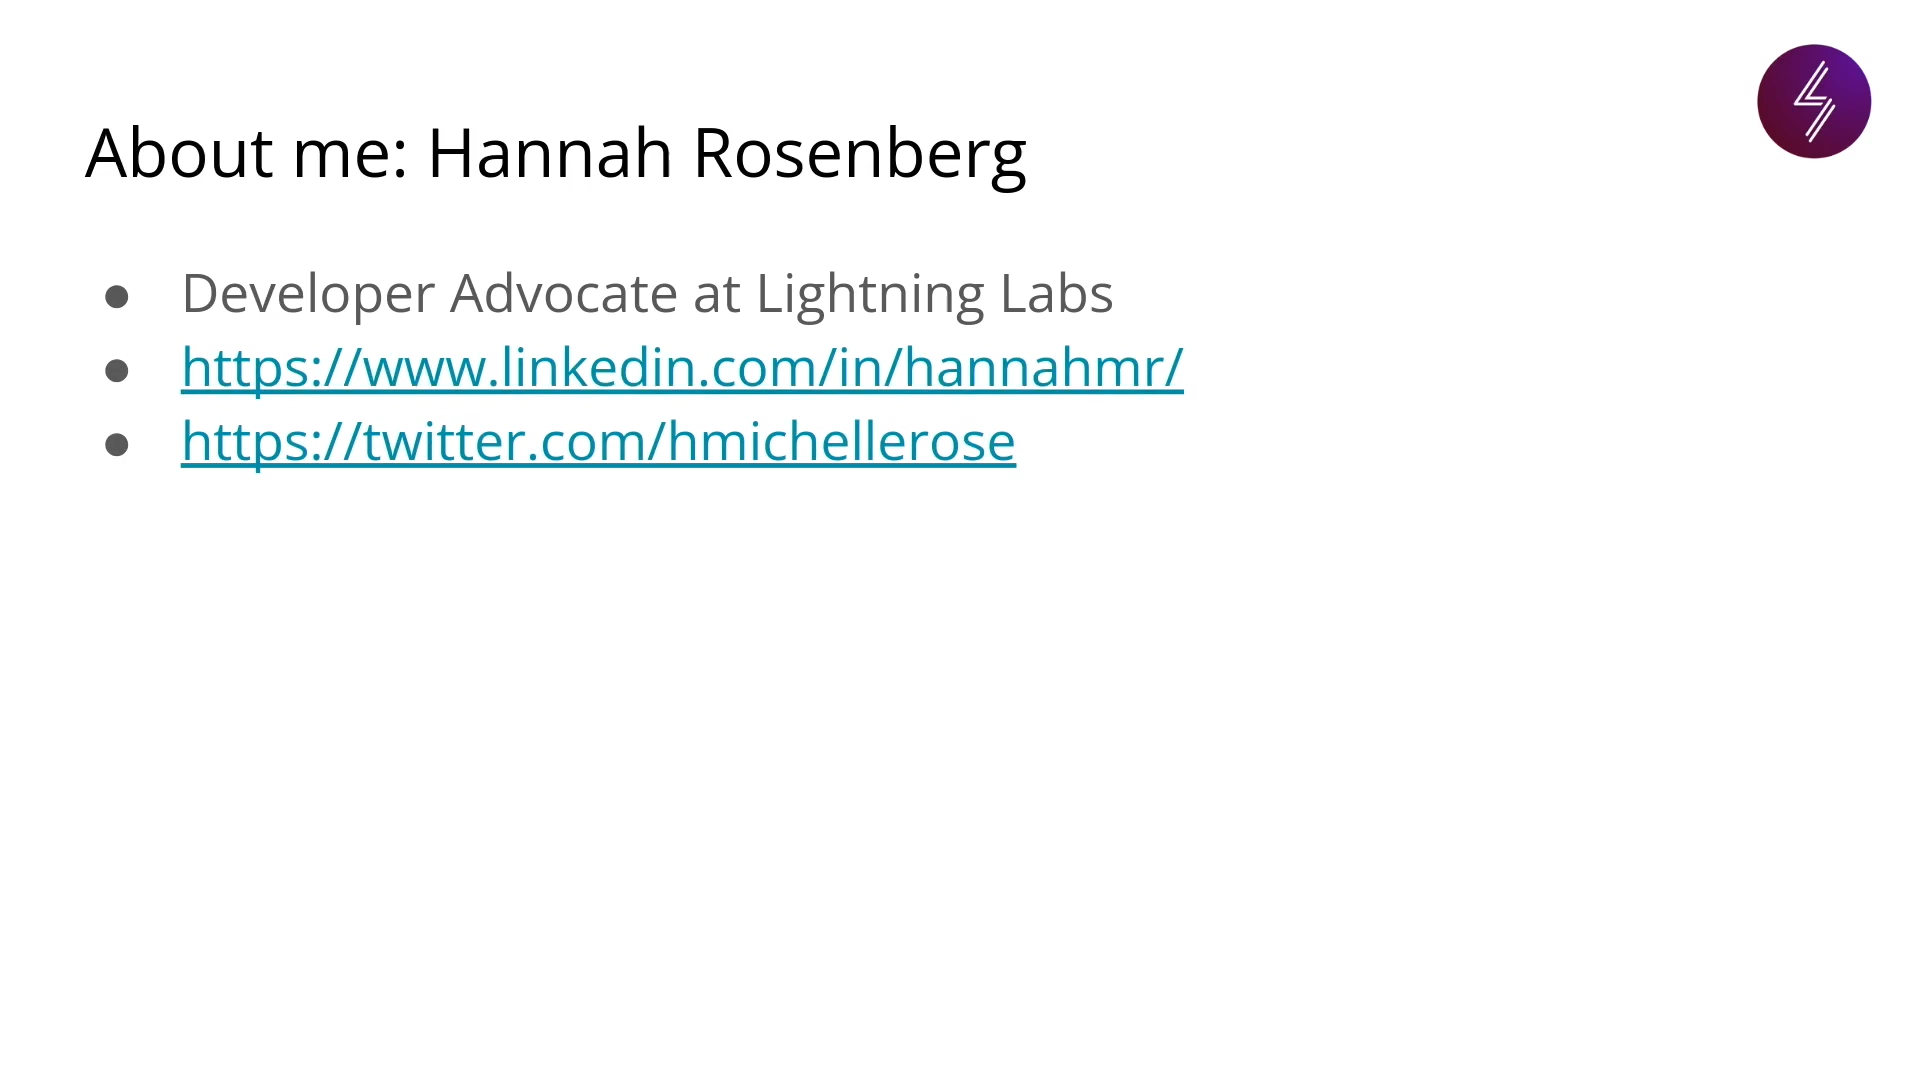 About me: Hannah Rosenberg
● Developer Advocate at Lightning Labs
● https://www.linkedin.com/in/hannahmr/
● https://twitter.com/hmichellerose